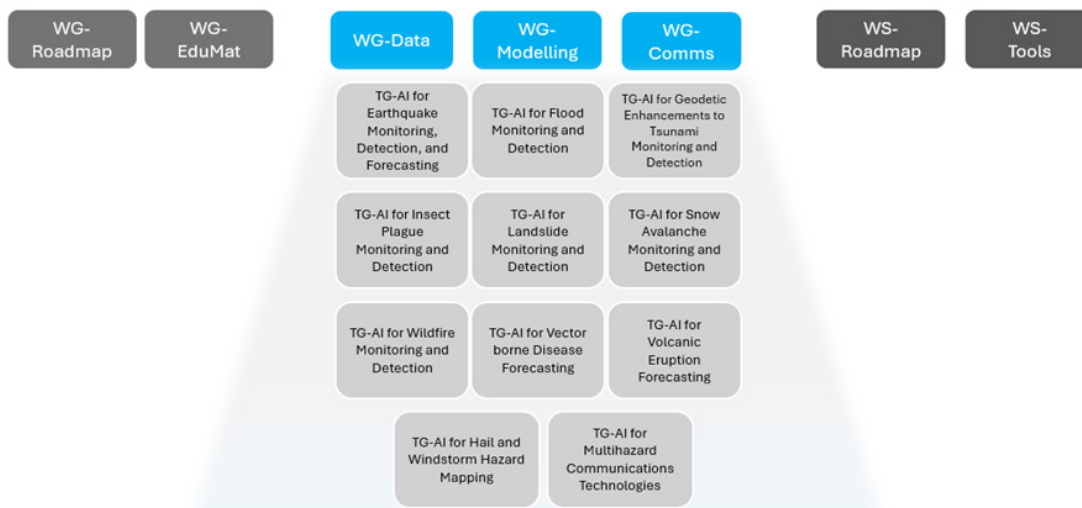 WG-
Roadmap
WG-
EduMat
WG-Data
WG-
Modelling
WG-
Comms
WS-
Roadmap
WS-
Tools
TG-AI for
Earthquake
Monitoring,
Detection, and
Forecasting
TG-AI for Flood
Monitoring and
Detection
TG-AI for Geodetic
Enhancements to
Tsunami
Monitoring and
Detection
TG-AI for Insect
Plague
Monitoring and
Detection
TG-AI for
Landslide
Monitoring and
Detection
TG-AI for Snow
Avalanche
Monitoring and
Detection
TG-AI for Wildfire
Monitoring and
Detection
TG-AI for Vector
borne Disease
Forecasting
TG-AI for
Volcanic
Eruption
Forecasting
TG-AI for Hail and
Windstorm Hazard
Mapping
TG-AI for
Multihazard
Communications
Technologies